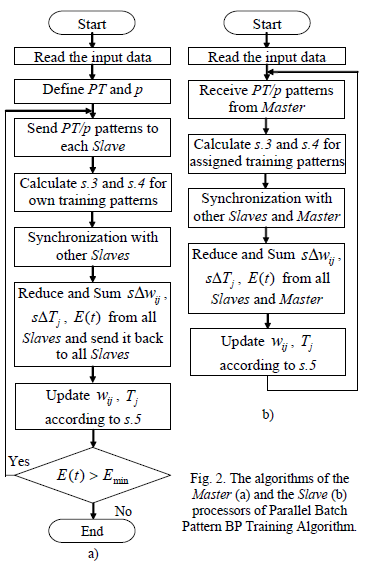 Start
Read the input data
Define PT and p
Send PT/p patterns to
each Slave
Calculate s.3 and s.4 for
own training patterns
Synchronization with
other Slaves
Reduce and Sum sΔw_ij ,
sΔT_j , E(t) from all
Slaves and send it back
to all Slaves
Update w_ij , T_j
according to s.5
Yes
E(t) > E_min
No
End
a)
Start
Read the input data
Receive PT/p patterns
from Master
Calculate s.3 and s.4 for
assigned training patterns
Synchronization with
other Slaves and Master
Reduce and Sum sΔw_ij ,
sΔT_j , E(t) from all
Slaves and Master
Update w_ij , T_j
according to s.5
b)
Fig. 2. The algorithms of the
Master (a) and the Slave (b)
processors of Parallel Batch
Pattern BP Training Algorithm.